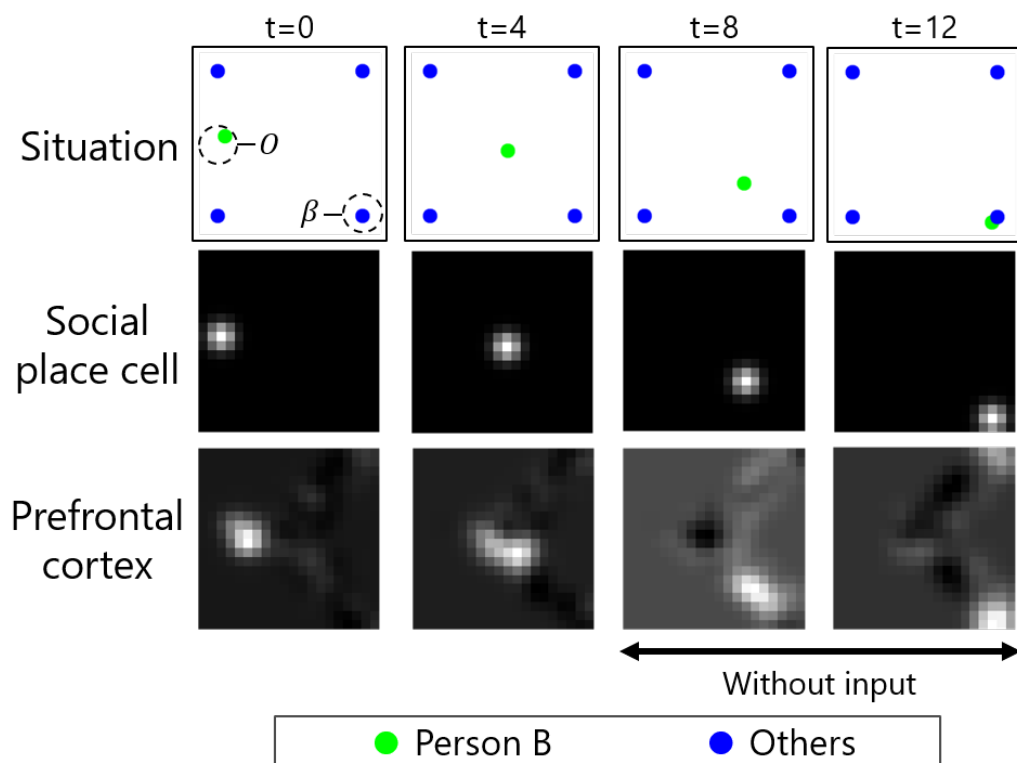 t=0 t=4 t=8 t=12
Situation
O
β
Social
place cell
Prefrontal
cortex
Without input
Person B Others